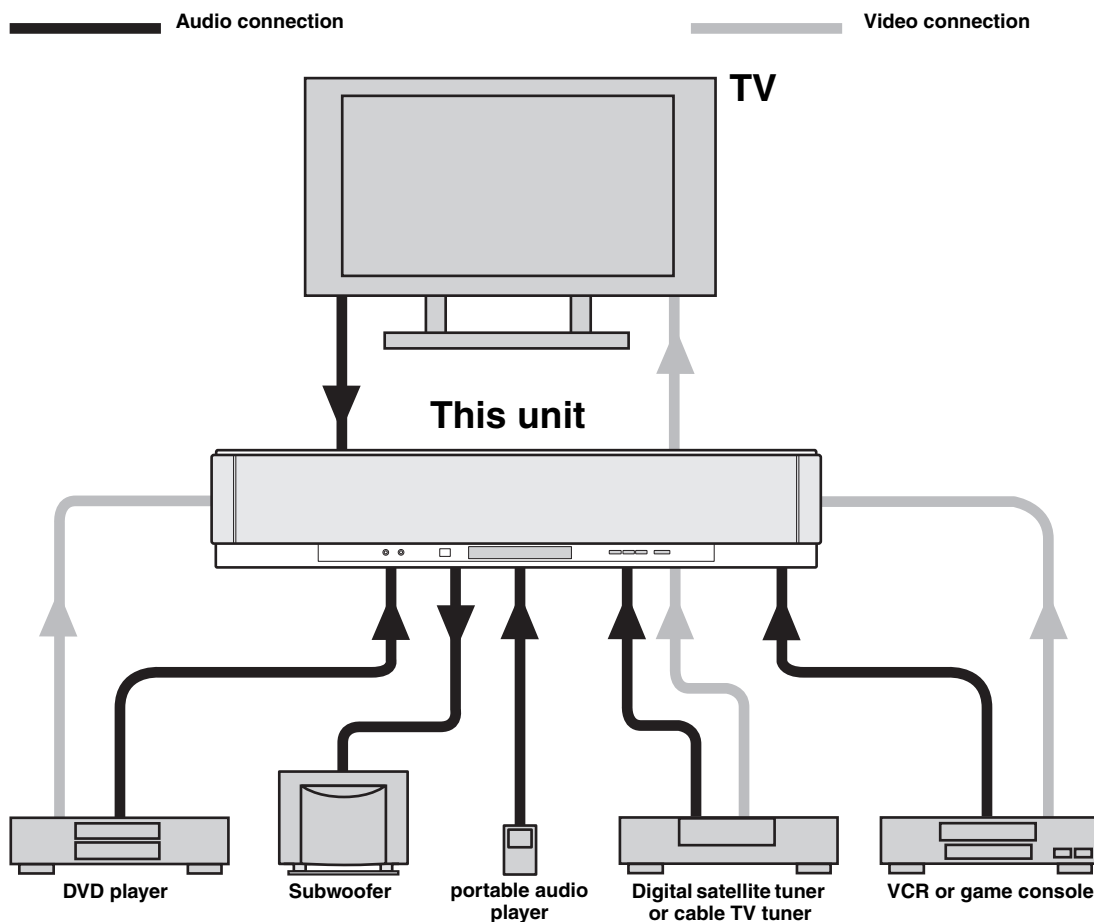 Audio connection
Video connection
TV
This unit
DVD player
Subwoofer
portable audio
player
Digital satellite tuner
or cable TV tuner
VCR or game console